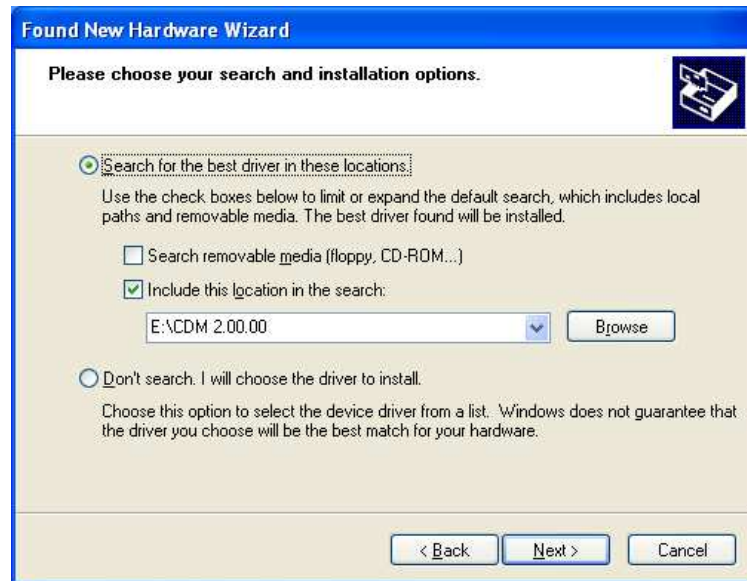 Found New Hardware Wizard
Please choose your search and installation options.
Search for the best driver in these locations.
Use the check boxes below to limit or expand the default search, which includes local
paths and removable media. The best driver found will be installed.
Search removable media (floppy, CD-ROM...)
Include this location in the search:
E:\CDM 2.00.00
Browse
Don't search. I will choose the driver to install.
Choose this option to select the device driver from a list. Windows does not guarantee that
the driver you choose will be the best match for your hardware.
< Back
Next >
Cancel